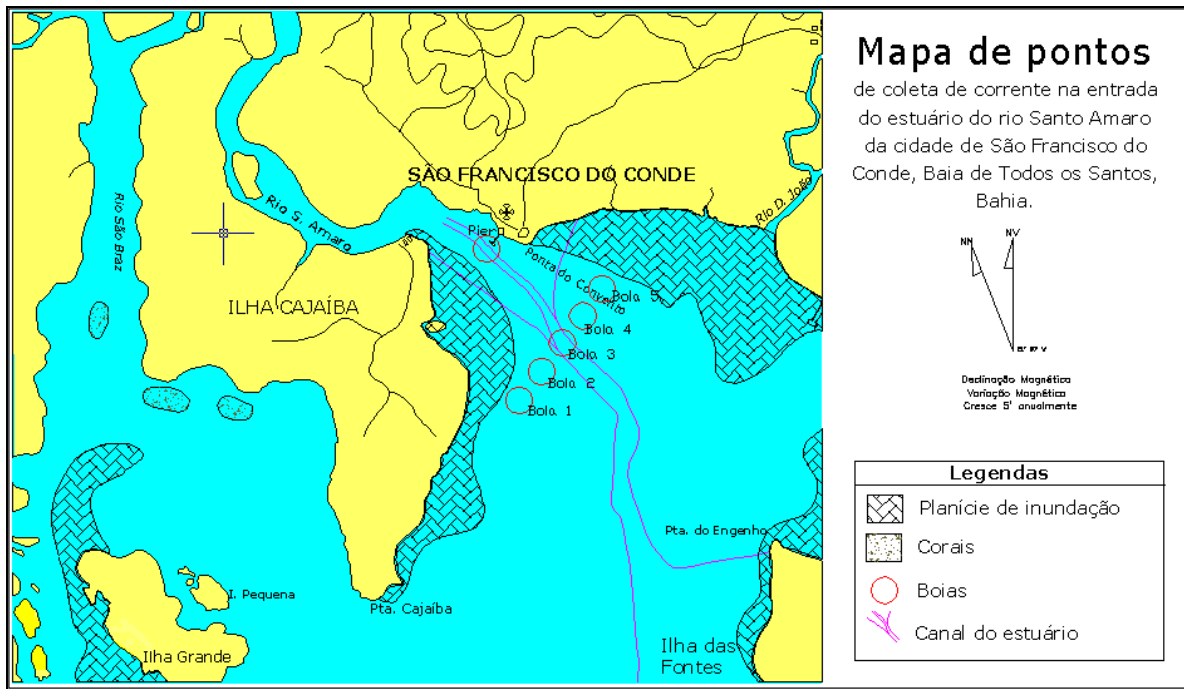 Mapa de pontos
de coleta de corrente na entrada
do estuário do rio Santo Amaro
da cidade de São Francisco do
Conde, Baia de Todos os Santos,
Bahia.
NM
NV
Declinação Magnética
Variação Magnética
Cresce 5' anualmente
Legendas
Planície de inundação
Corais
Boias
Canal do estuário
SÃO FRANCISCO DO CONDE
Rio D. João
Rio São Braz
Rio S. Amaro
Pier
Ponta do Convento
Boia 5
Boia 4
ILHA CAJAÍBA
Boia 3
Boia 2
Boia 1
Pta. do Engenho
I. Pequena
Pta. Cajaíba
Ilha Grande
Ilha das
Fontes